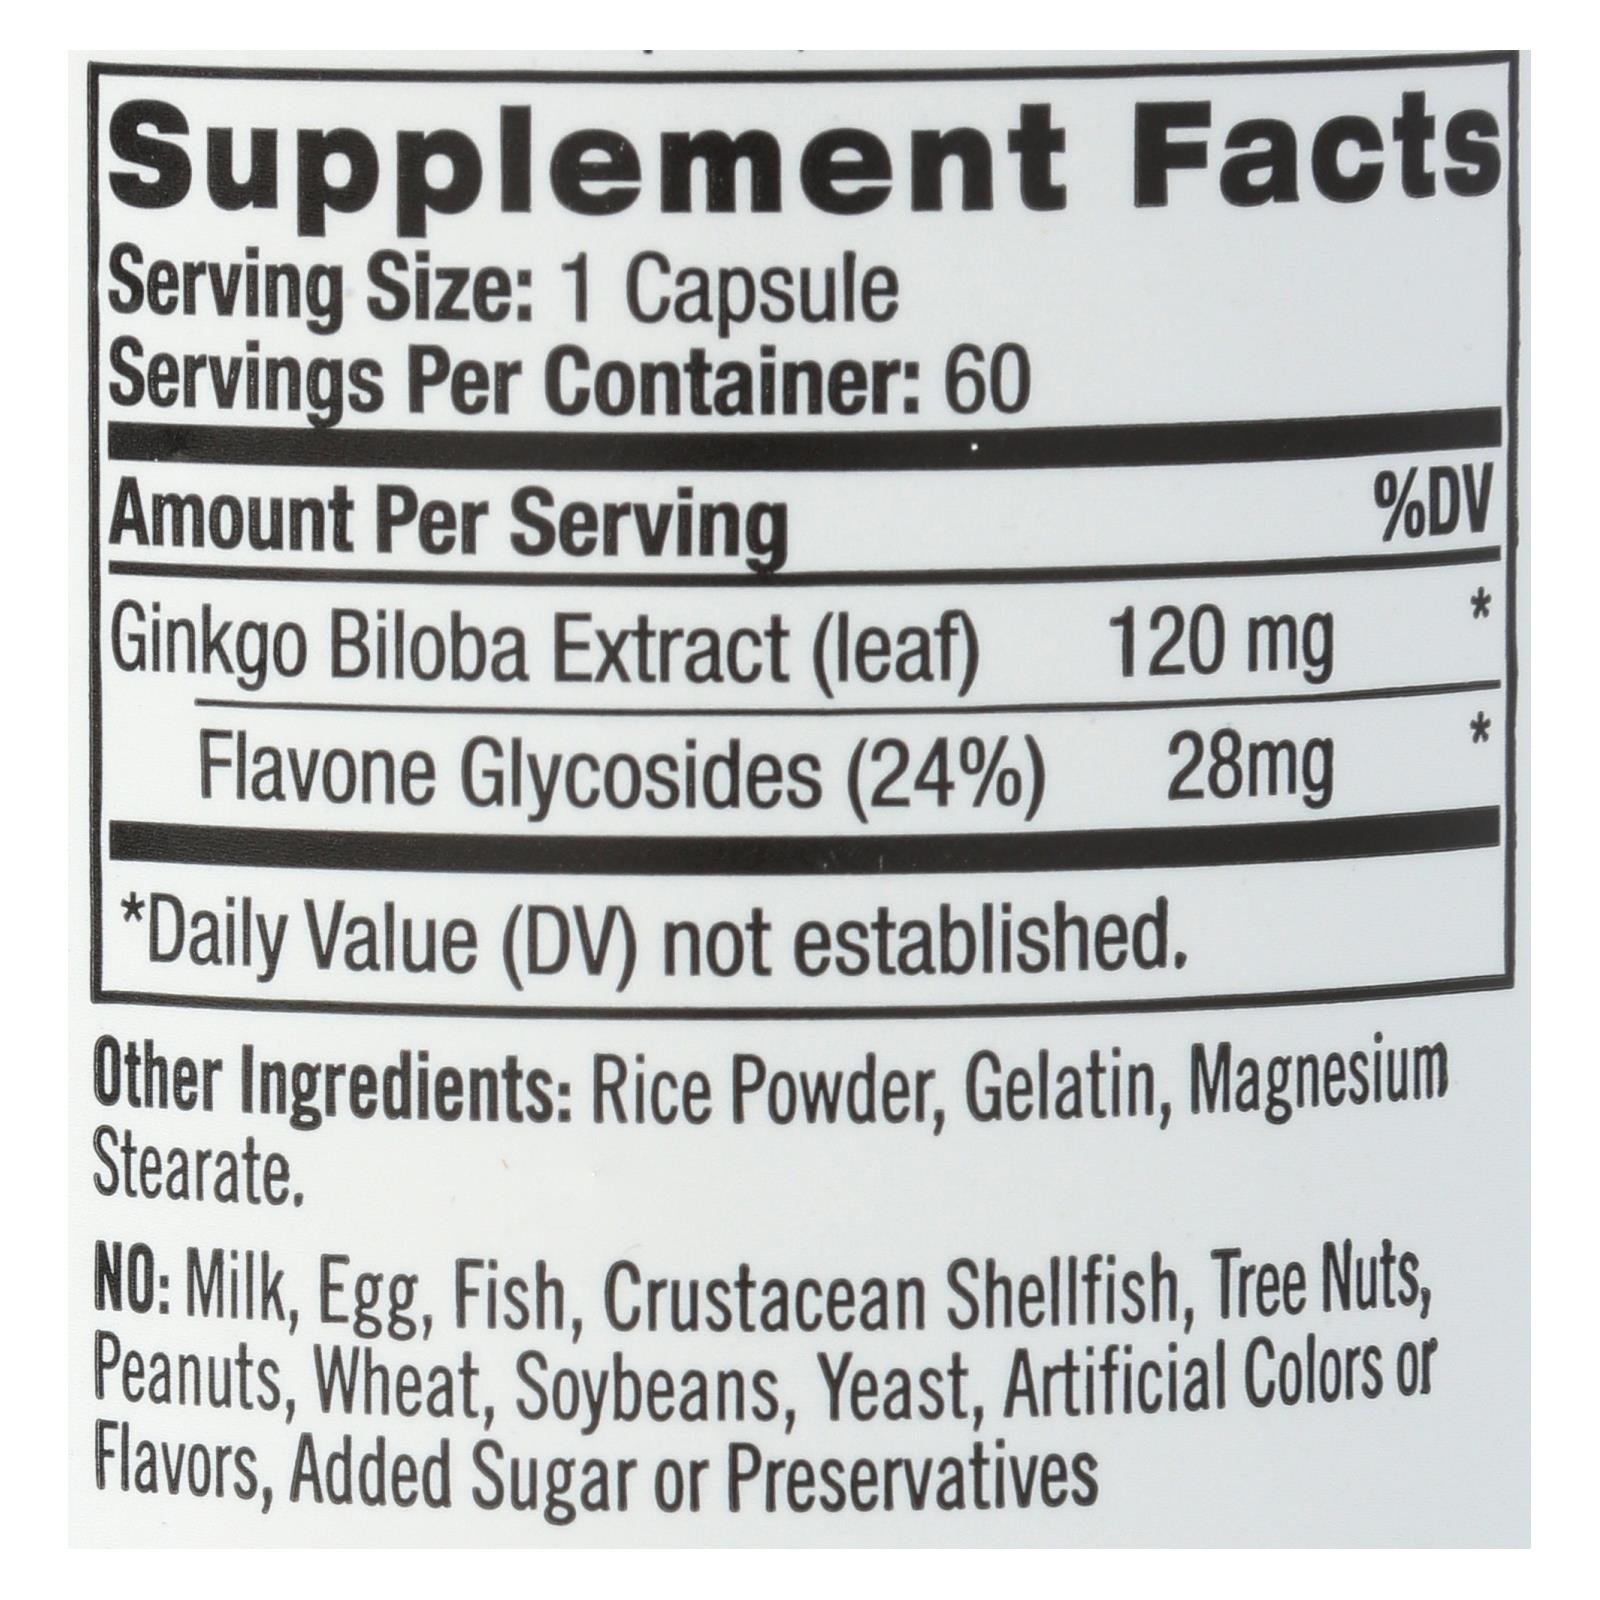 Supplement Facts
Serving Size: 1 Capsule
Servings Per Container: 60
Amount Per Serving %DV
Ginkgo Biloba Extract (leaf) 120 mg *
Flavone Glycosides (24%) 28mg *
*Daily Value (DV) not established.
Other Ingredients: Rice Powder, Gelatin, Magnesium
Stearate.
NO: Milk, Egg, Fish, Crustacean Shellfish, Tree Nuts,
Peanuts, Wheat, Soybeans, Yeast, Artificial Colors or
Flavors, Added Sugar or Preservatives